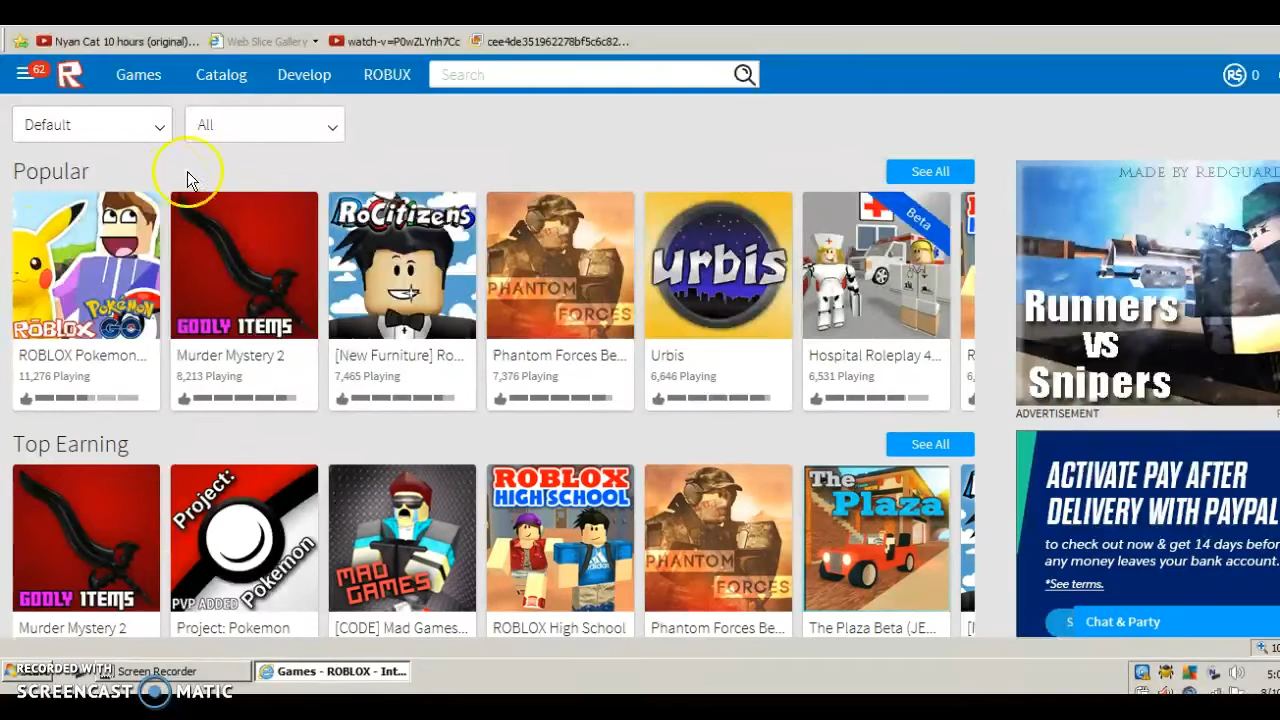 Nyan Cat 10 hours (original)... Web Slice Gallery watch-v=P0wZLYnh7Cc cee4de351962278bf5c6c82...
62 R Games Catalog Develop ROBUX Search R$ 0
Default All
Popular See All
MADE BY REDGUARD
POKéMON GO
ROBLOX
GODLY ITEMS
RoCitizens
PHANTOM FORCES
urbis
Beta
Runners
VS
Snipers
ROBLOX Pokemon... Murder Mystery 2 [New Furniture] Ro... Phantom Forces Be... Urbis Hospital Roleplay 4...
11,276 Playing 8,213 Playing 7,465 Playing 7,376 Playing 6,646 Playing 6,531 Playing 6,
ADVERTISEMENT
Top Earning See All
GODLY ITEMS
Project: Pokemon
PVP ADDED
MAD GAMES
ROBLOX HIGH SCHOOL
PHANTOM FORCES
The Plaza
ACTIVATE PAY AFTER
DELIVERY WITH PAYPAL
to check out now & get 14 days before
any money leaves your bank account.
*See terms.
Murder Mystery 2 Project: Pokemon [CODE] Mad Games... ROBLOX High School Phantom Forces Be... The Plaza Beta (JE...
Chat & Party
Screen Recorder Games - ROBLOX - Int...
RECORDED WITH
SCREENCAST MATIC